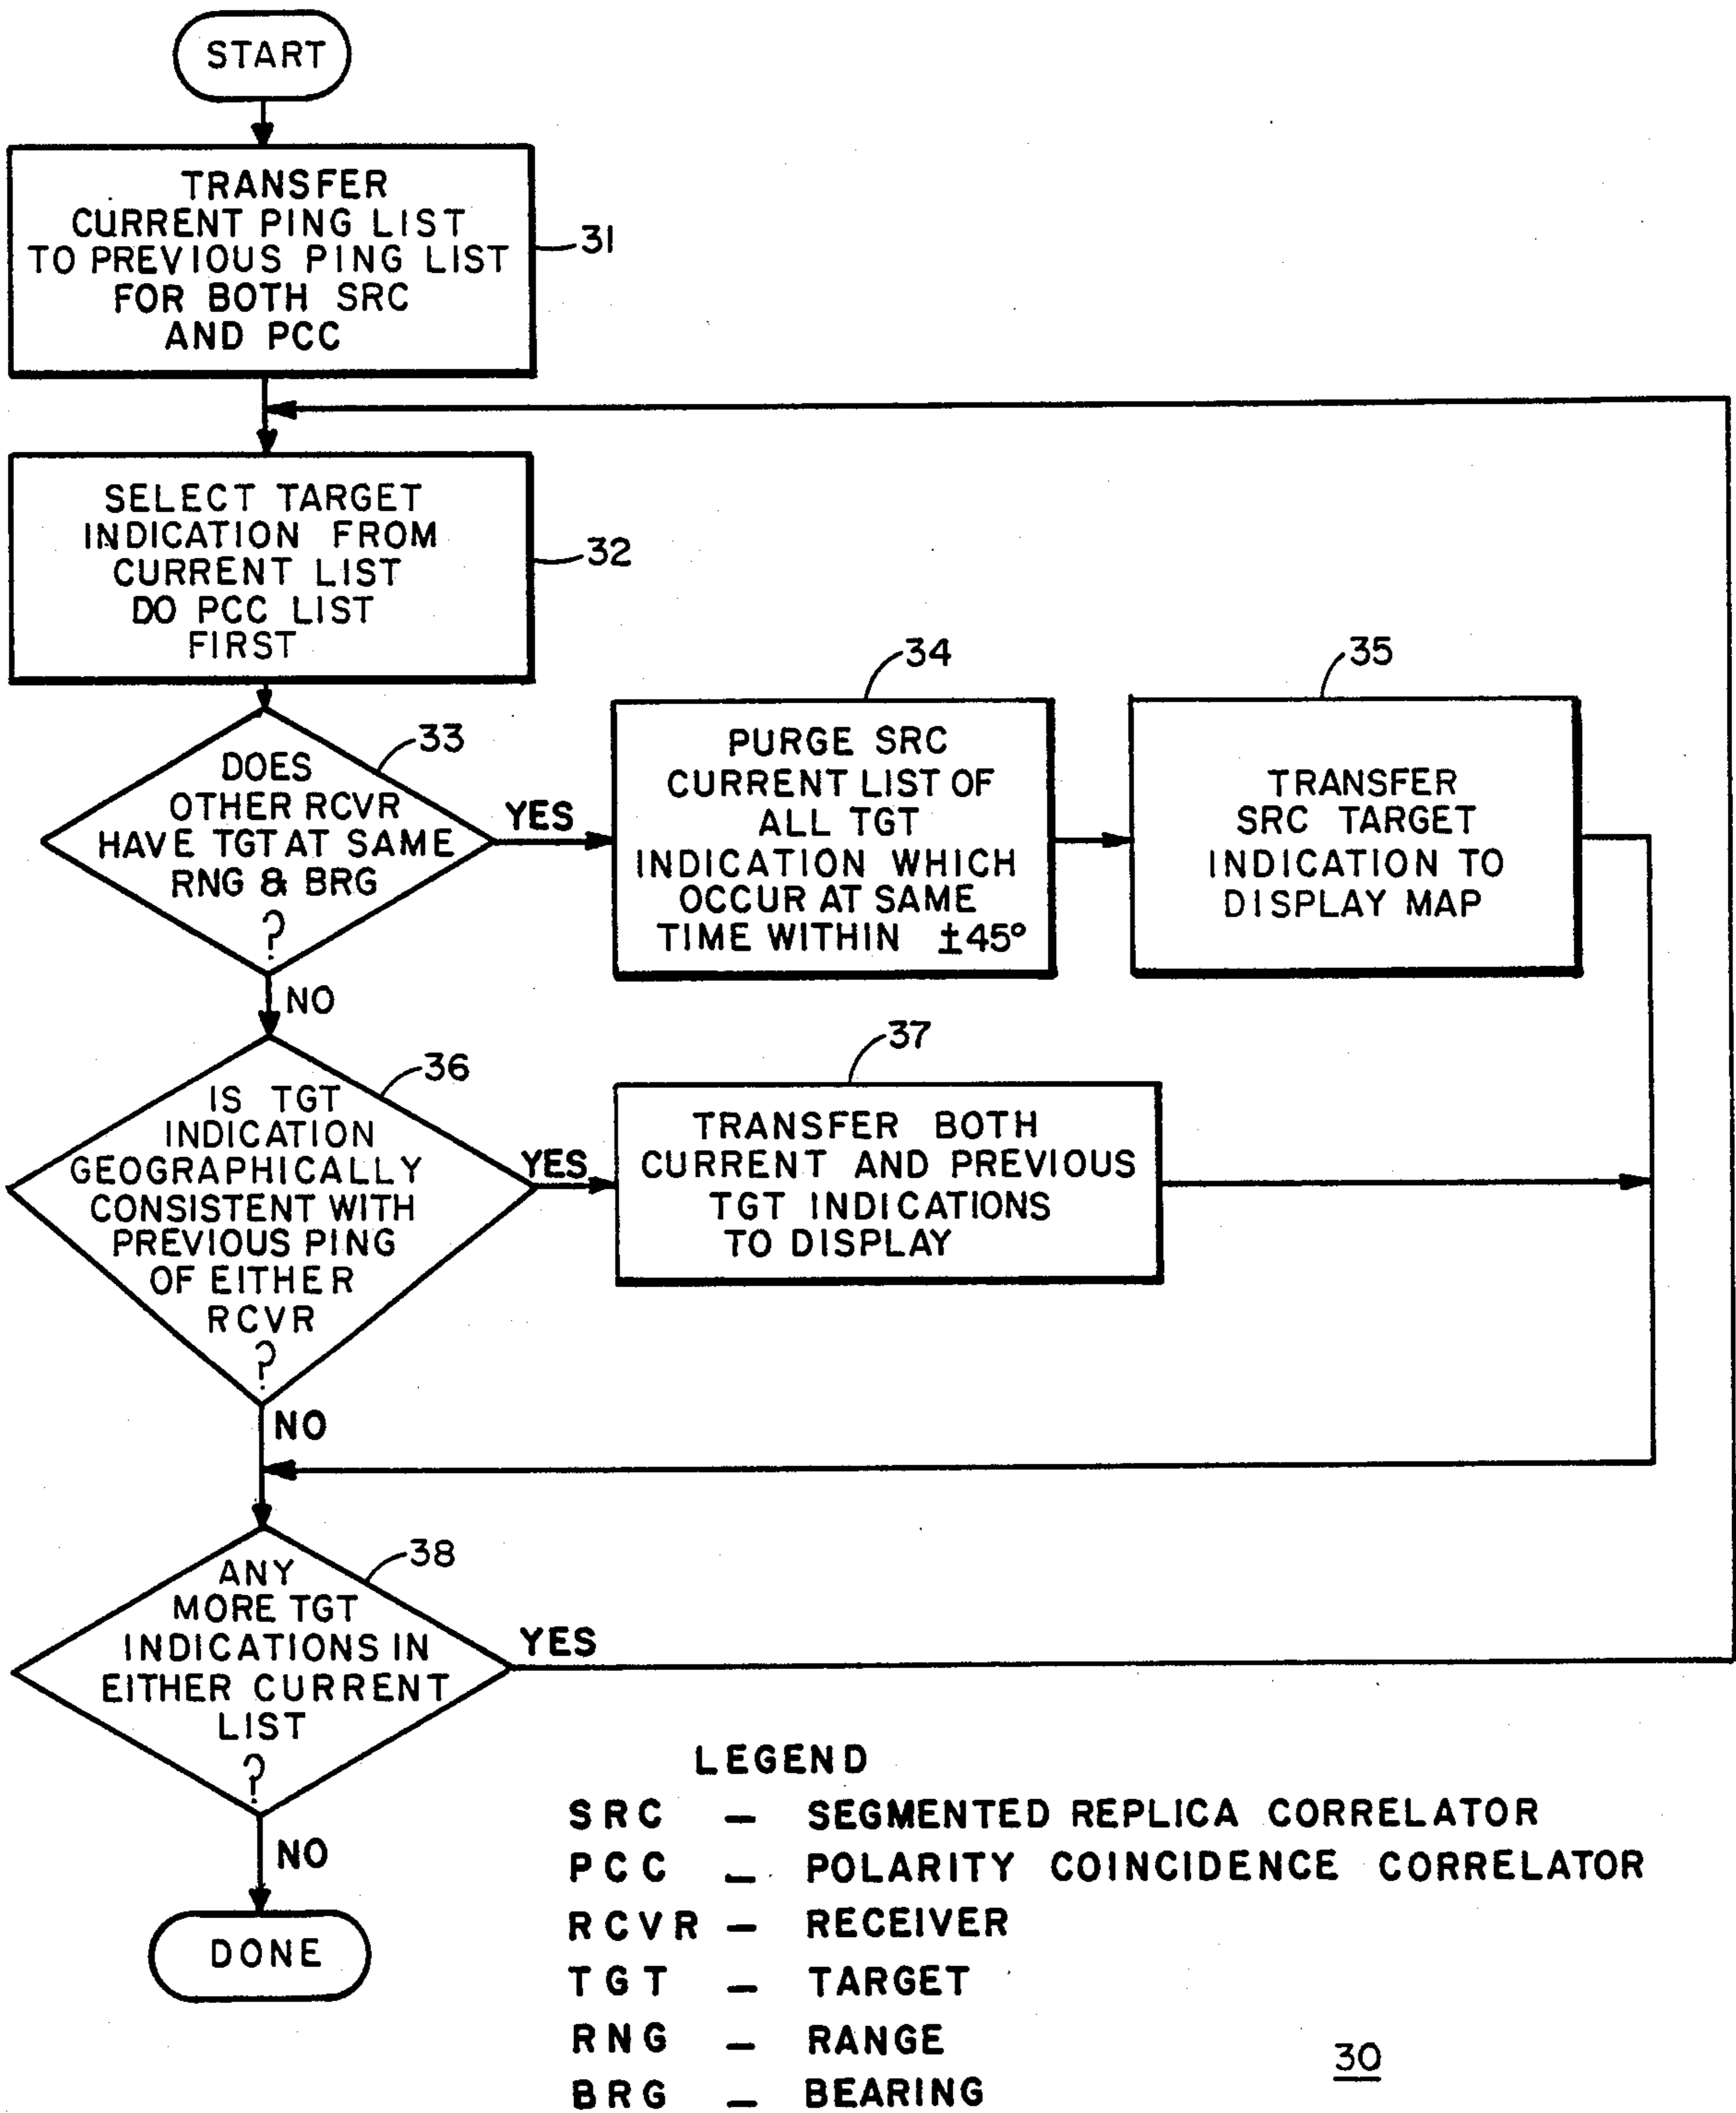 START
TRANSFER
CURRENT PING LIST
TO PREVIOUS PING LIST
FOR BOTH SRC
AND PCC
31
SELECT TARGET
INDICATION FROM
CURRENT LIST
DO PCC LIST
FIRST
32
DOES
OTHER RCVR
HAVE TGT AT SAME
RNG & BRG
?
33
YES
NO
PURGE SRC
CURRENT LIST OF
ALL TGT
INDICATION WHICH
OCCUR AT SAME
TIME WITHIN ±45°
34
TRANSFER
SRC TARGET
INDICATION TO
DISPLAY MAP
35
IS TGT
INDICATION
GEOGRAPHICALLY
CONSISTENT WITH
PREVIOUS PING
OF EITHER
RCVR
?
36
YES
NO
TRANSFER BOTH
CURRENT AND PREVIOUS
TGT INDICATIONS
TO DISPLAY
37
ANY
MORE TGT
INDICATIONS IN
EITHER CURRENT
LIST
?
38
YES
NO
DONE
LEGEND
SRC – SEGMENTED REPLICA CORRELATOR
PCC – POLARITY COINCIDENCE CORRELATOR
RCVR – RECEIVER
TGT – TARGET
RNG – RANGE
BRG – BEARING
30